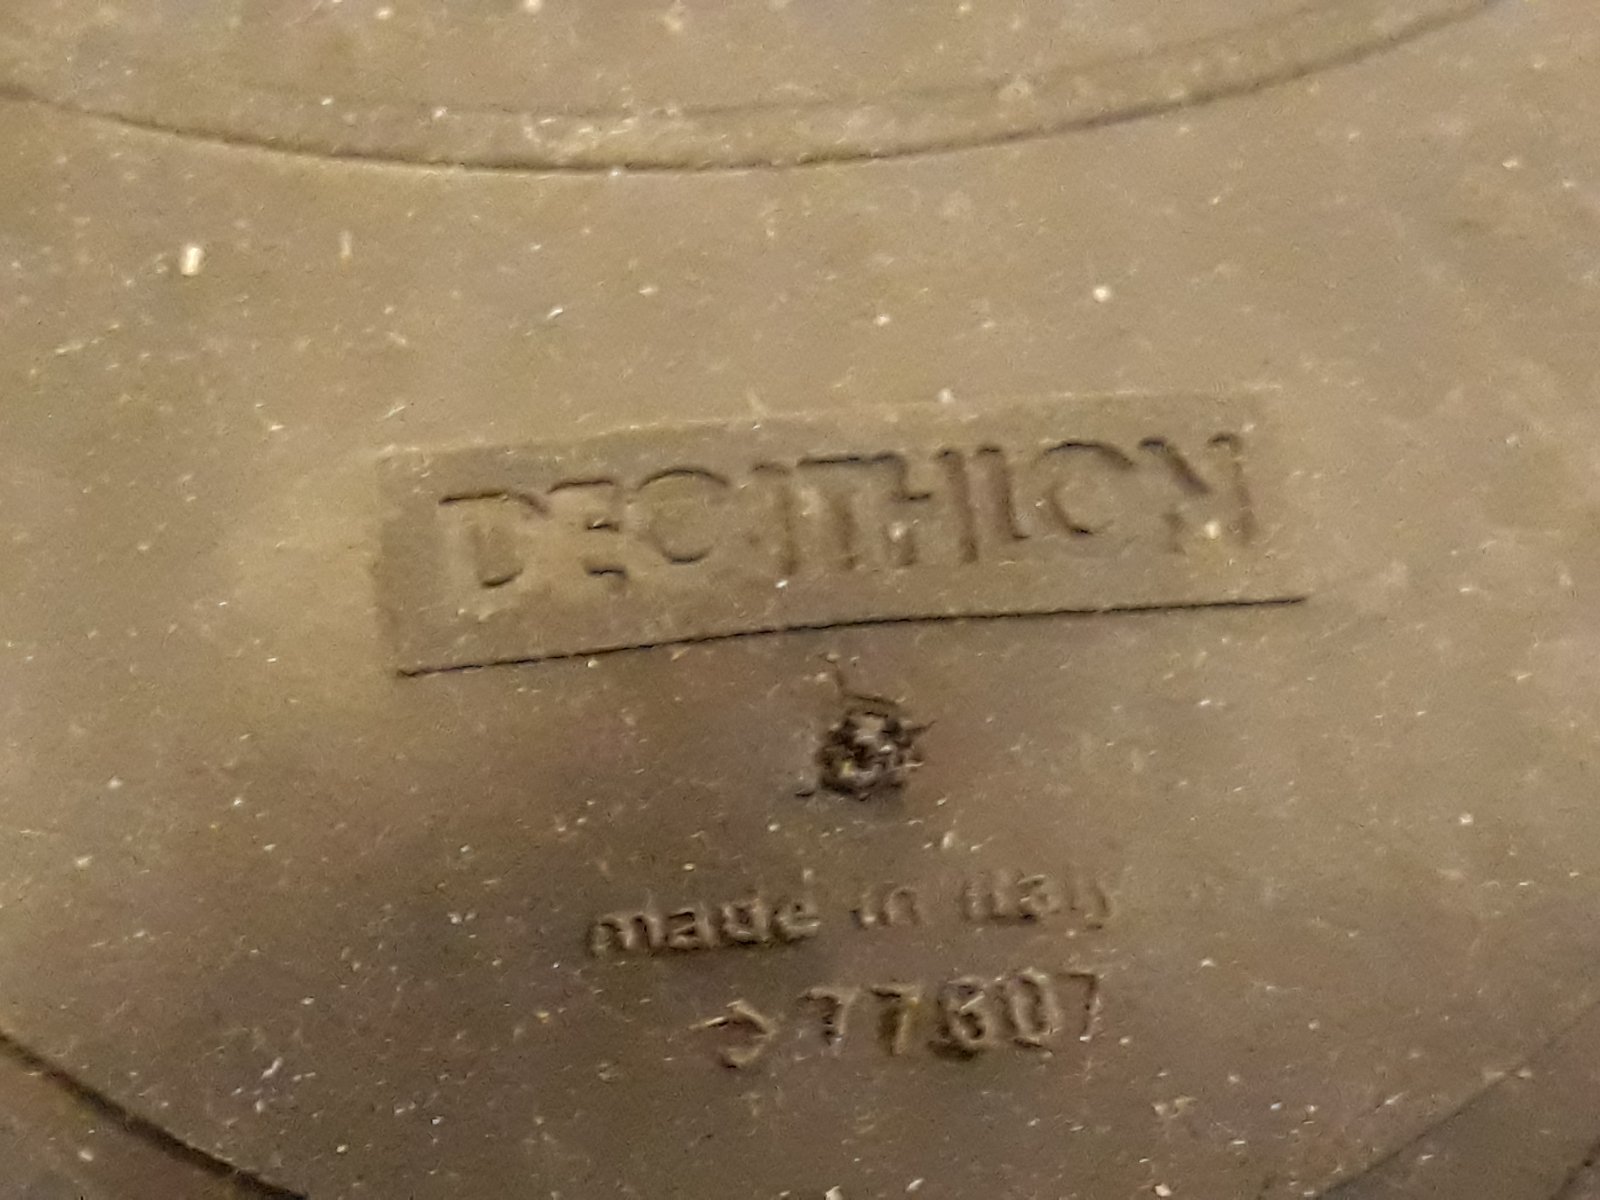 DECATHLON
made in Italy
→ 77607